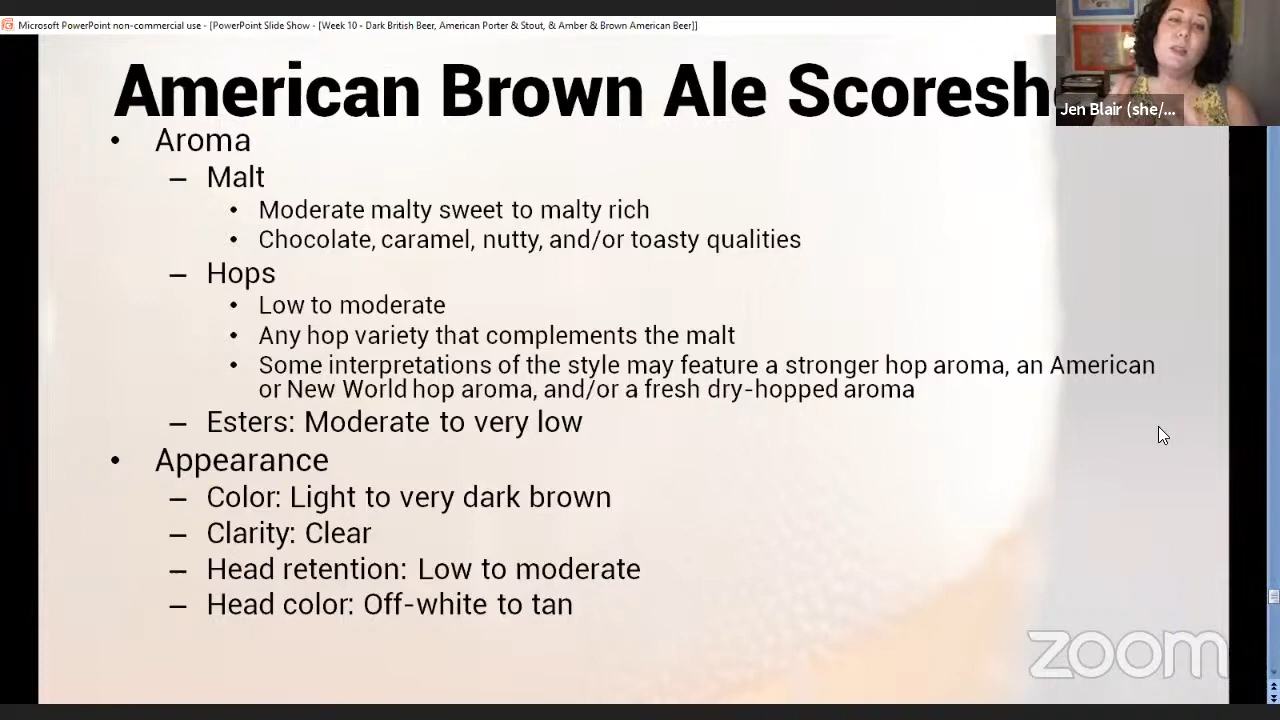 Microsoft PowerPoint non-commercial use - [PowerPoint Slide Show - [Week 10 - Dark British Beer, American Porter & Stout, & Amber & Brown American Beer]]
American Brown Ale Scoresh
Jen Blair (she/...
• Aroma
– Malt
• Moderate malty sweet to malty rich
• Chocolate, caramel, nutty, and/or toasty qualities
– Hops
• Low to moderate
• Any hop variety that complements the malt
• Some interpretations of the style may feature a stronger hop aroma, an American
or New World hop aroma, and/or a fresh dry-hopped aroma
– Esters: Moderate to very low
• Appearance
– Color: Light to very dark brown
– Clarity: Clear
– Head retention: Low to moderate
– Head color: Off-white to tan
zoom